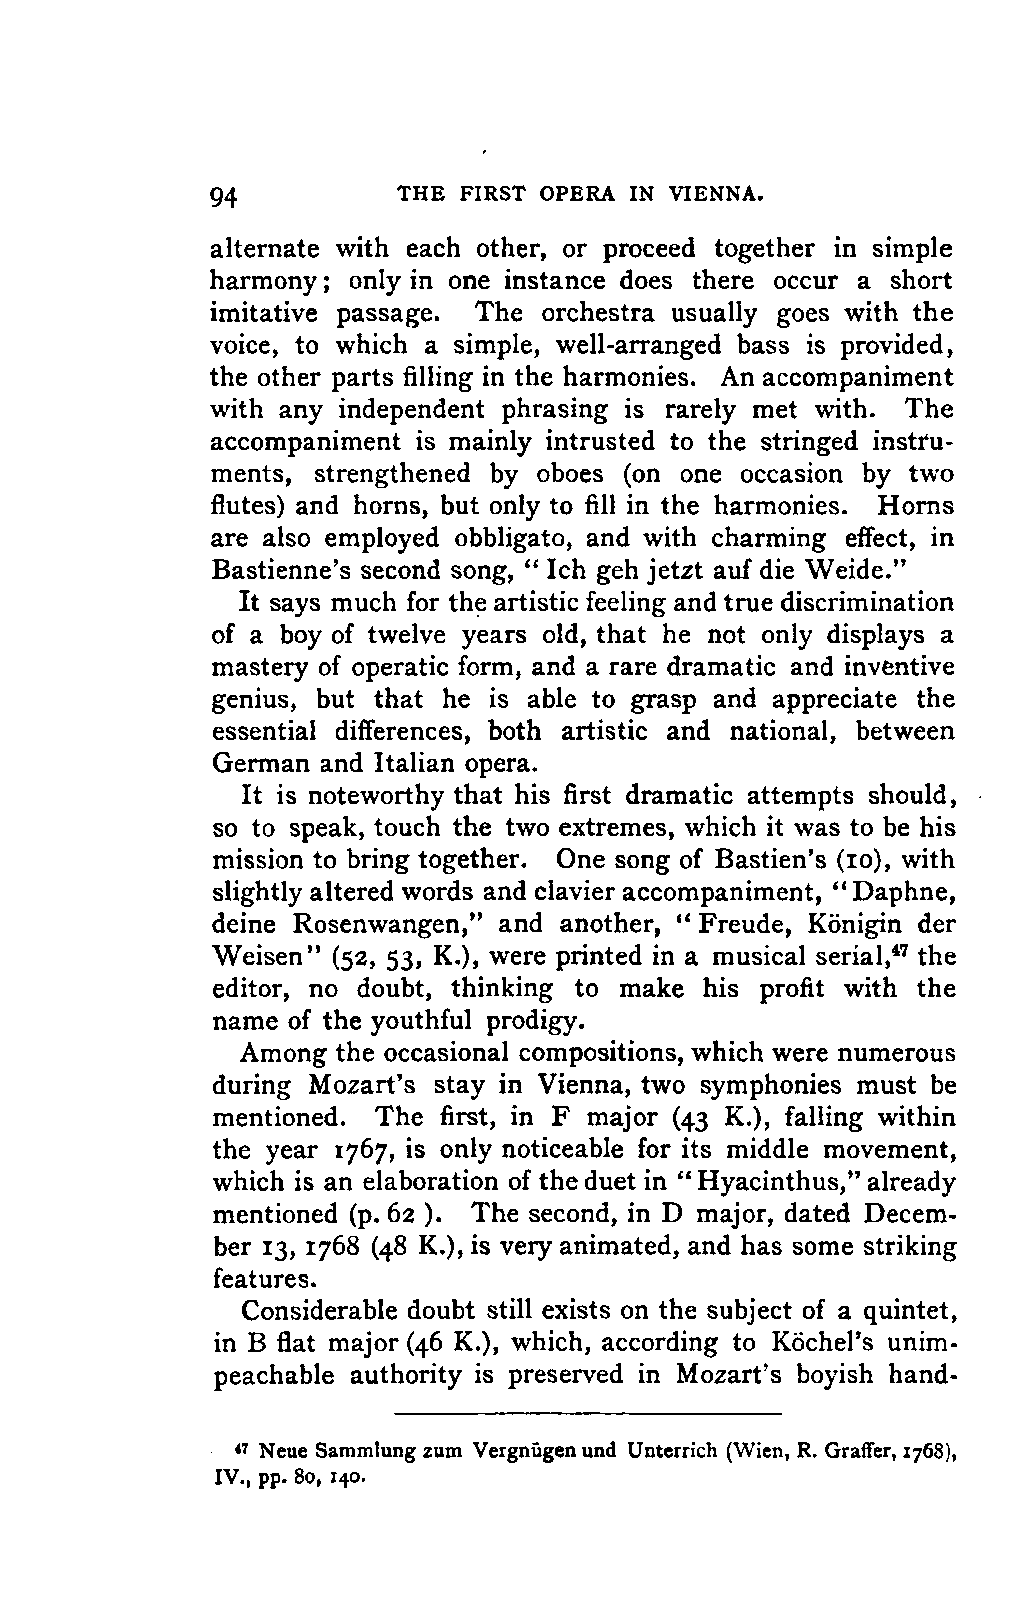 94 THE FIRST OPERA IN VIENNA.
alternate with each other, or proceed together in simple
harmony; only in one instance does there occur a short
imitative passage. The orchestra usually goes with the
voice, to which a simple, well-arranged bass is provided,
the other parts filling in the harmonies. An accompaniment
with any independent phrasing is rarely met with. The
accompaniment is mainly intrusted to the stringed instru-
ments, strengthened by oboes (on one occasion by two
flutes) and horns, but only to fill in the harmonies. Horns
are also employed obbligato, and with charming effect, in
Bastienne's second song, "Ich geh jetzt auf die Weide."
It says much for the artistic feeling and true discrimination
of a boy of twelve years old, that he not only displays a
mastery of operatic form, and a rare dramatic and inventive
genius, but that he is able to grasp and appreciate the
essential differences, both artistic and national, between
German and Italian opera.
It is noteworthy that his first dramatic attempts should,
so to speak, touch the two extremes, which it was to be his
mission to bring together. One song of Bastien's (10), with
slightly altered words and clavier accompaniment, "Daphne,
deine Rosenwangen," and another, "Freude, Königin der
Weisen" (52, 53, K.), were printed in a musical serial,⁴⁷ the
editor, no doubt, thinking to make his profit with the
name of the youthful prodigy.
Among the occasional compositions, which were numerous
during Mozart's stay in Vienna, two symphonies must be
mentioned. The first, in F major (43 K.), falling within
the year 1767, is only noticeable for its middle movement,
which is an elaboration of the duet in "Hyacinthus," already
mentioned (p. 62 ). The second, in D major, dated Decem-
ber 13, 1768 (48 K.), is very animated, and has some striking
features.
Considerable doubt still exists on the subject of a quintet,
in B flat major (46 K.), which, according to Köchel's unim-
peachable authority is preserved in Mozart's boyish hand-
⁴⁷ Neue Sammlung zum Vergnügen und Unterrich (Wien, R. Graffer, 1768),
IV., pp. 80, 140.